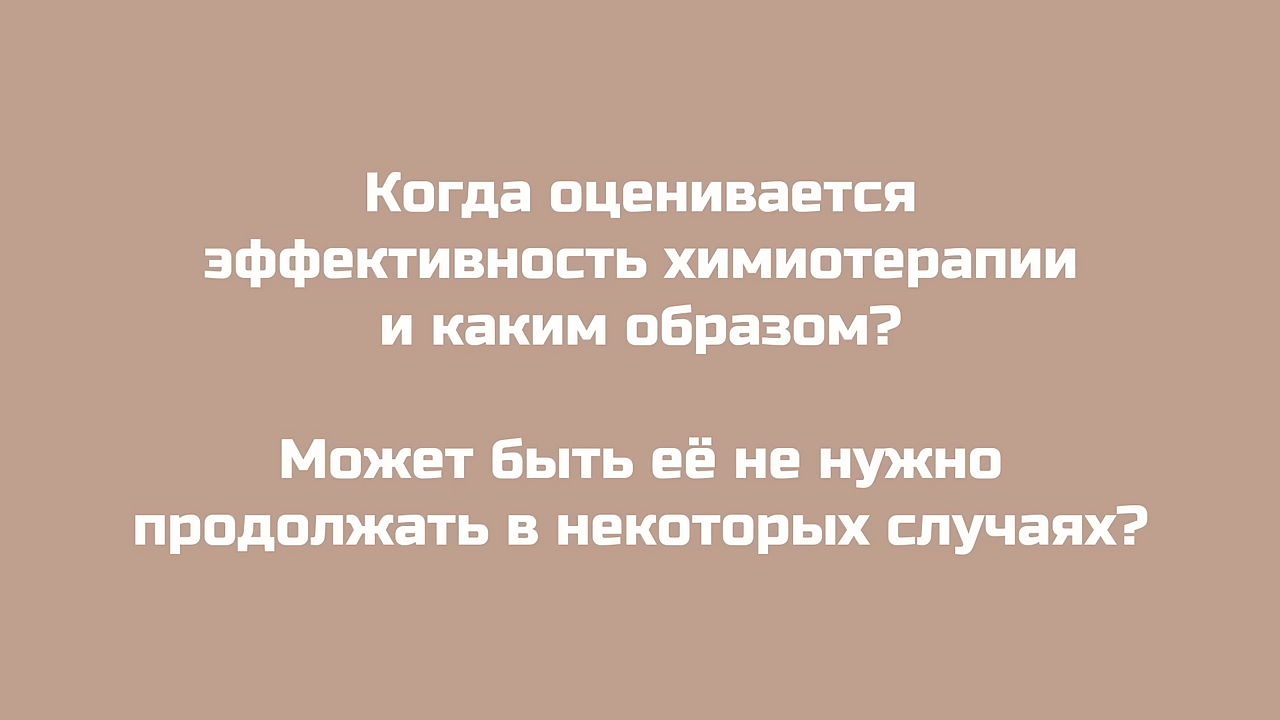 Когда оценивается
эффективность химиотерапии
и каким образом?
Может быть её не нужно
продолжать в некоторых случаях?